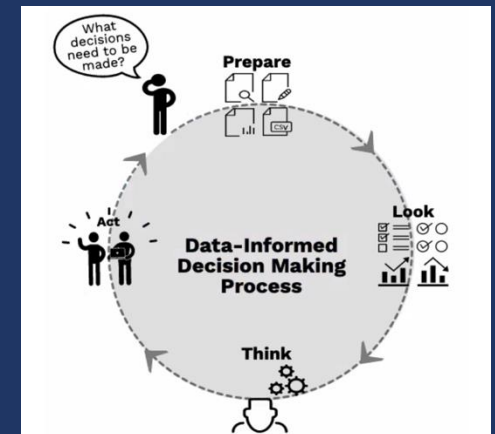 What
decisions
need to be
made?
Prepare
CSV
Look
Act
Data-Informed
Decision Making
Process
Think